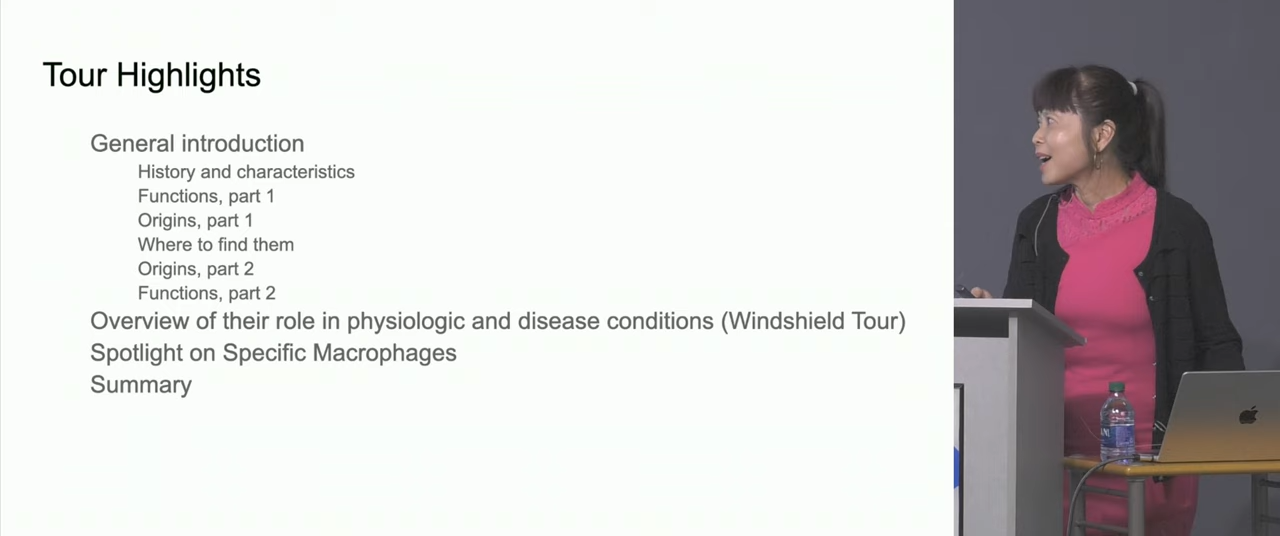 Tour Highlights
General introduction
History and characteristics
Functions, part 1
Origins, part 1
Where to find them
Origins, part 2
Functions, part 2
Overview of their role in physiologic and disease conditions (Windshield Tour)
Spotlight on Specific Macrophages
Summary